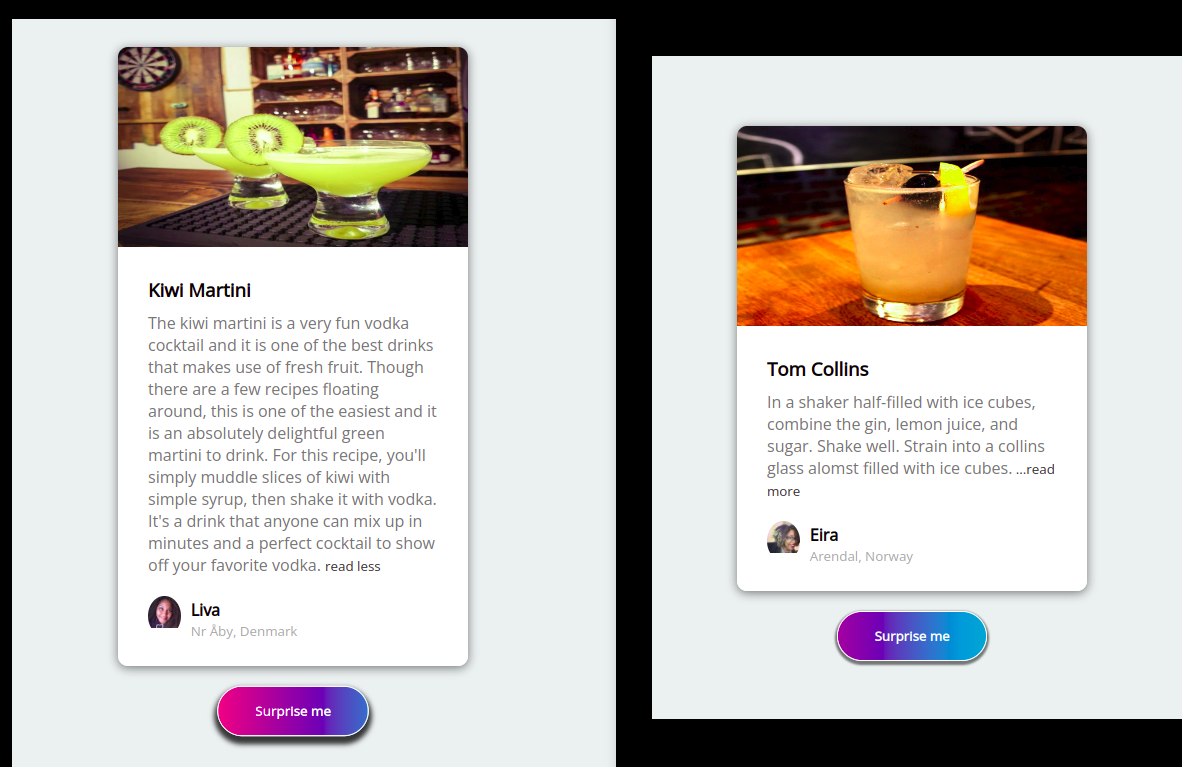 Kiwi Martini
The kiwi martini is a very fun vodka
cocktail and it is one of the best drinks
that makes use of fresh fruit. Though
there are a few recipes floating
around, this is one of the easiest and it
is an absolutely delightful green
martini to drink. For this recipe, you'll
simply muddle slices of kiwi with
simple syrup, then shake it with vodka.
It's a drink that anyone can mix up in
minutes and a perfect cocktail to show
off your favorite vodka. read less
Liva
Nr Åby, Denmark
Surprise me
Tom Collins
In a shaker half-filled with ice cubes,
combine the gin, lemon juice, and
sugar. Shake well. Strain into a collins
glass alomst filled with ice cubes. ...read
more
Eira
Arendal, Norway
Surprise me